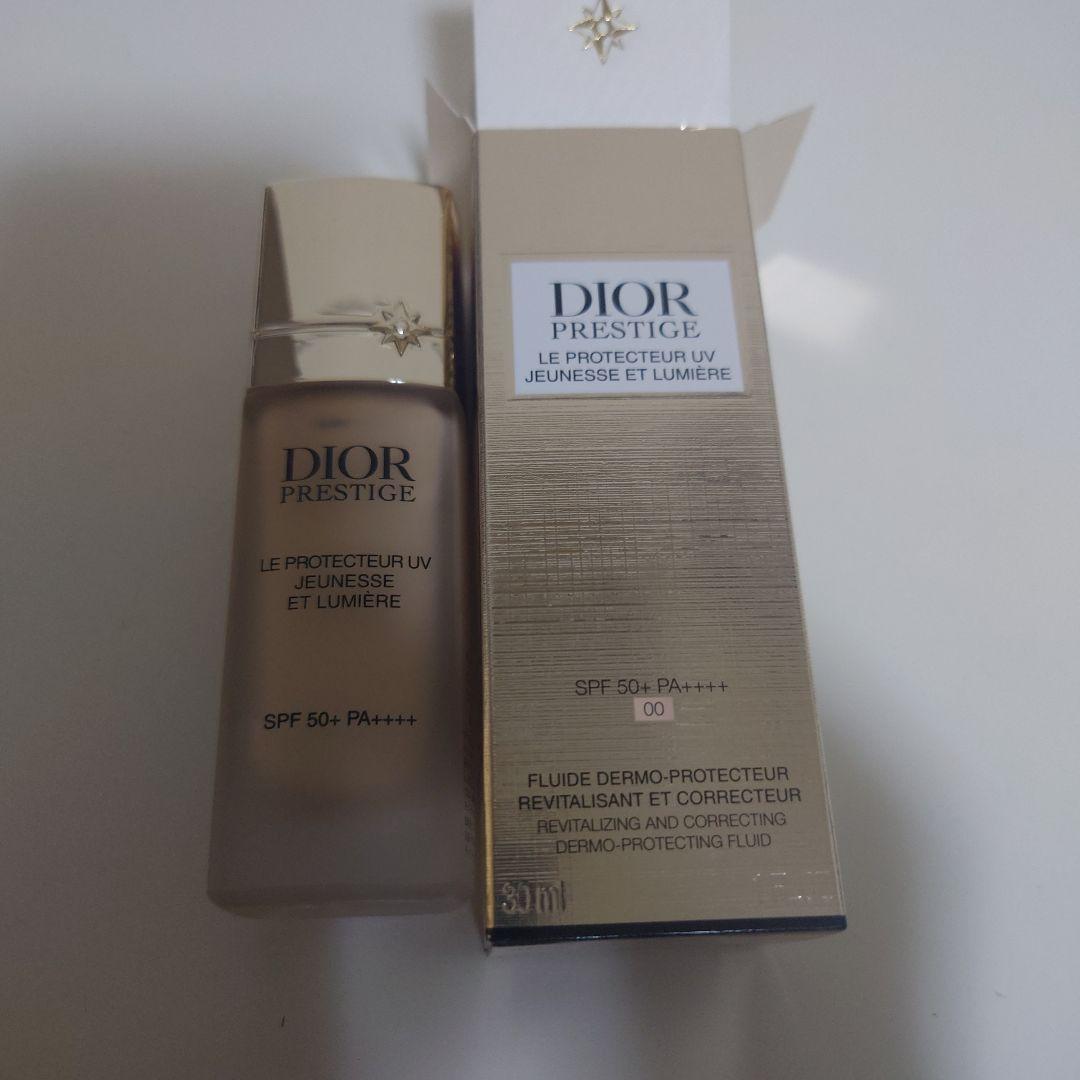 DIOR
PRESTIGE
LE PROTECTEUR UV
JEUNESSE
ET LUMIÈRE
SPF 50+ PA++++
DIOR
PRESTIGE
LE PROTECTEUR UV
JEUNESSE ET LUMIÈRE
SPF 50+ PA++++
00
FLUIDE DERMO-PROTECTEUR
REVITALISANT ET CORRECTEUR
REVITALIZING AND CORRECTING
DERMO-PROTECTING FLUID
30 ml